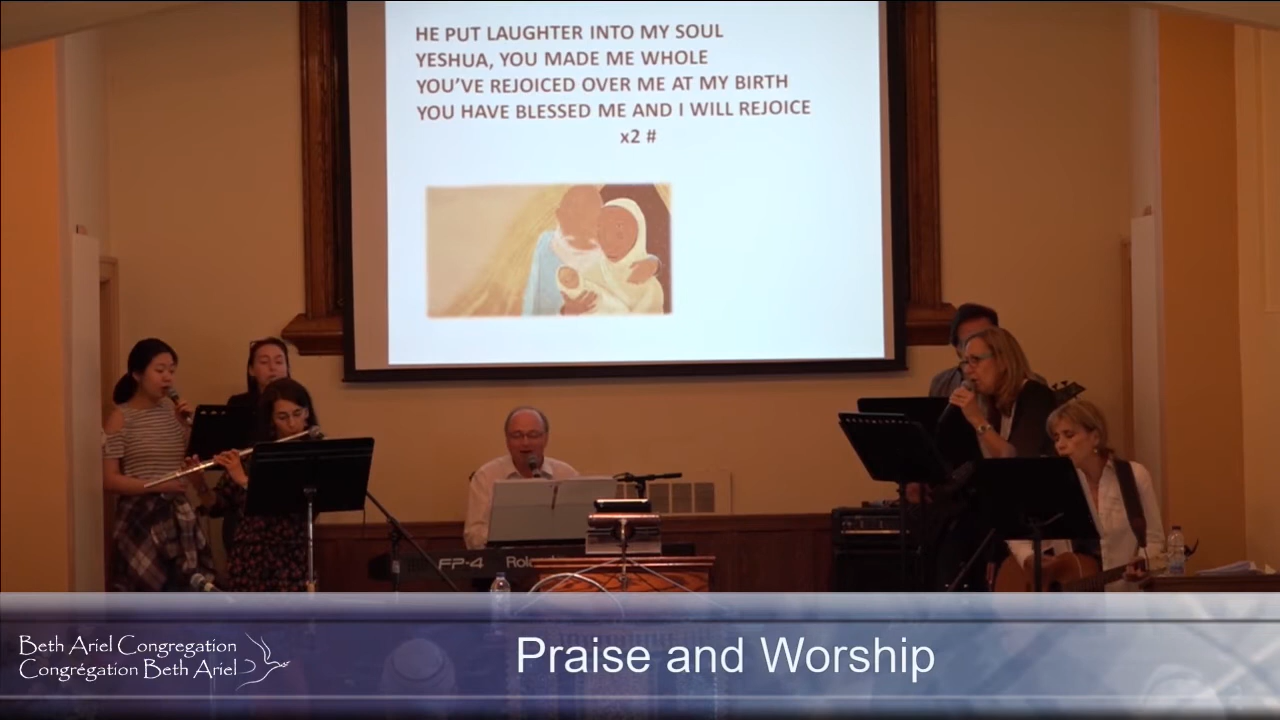 HE PUT LAUGHTER INTO MY SOUL
YESHUA, YOU MADE ME WHOLE
YOU'VE REJOICED OVER ME AT MY BIRTH
YOU HAVE BLESSED ME AND I WILL REJOICE
x2 #
FP-4 Rol
Beth Ariel Congregation
Congrégation Beth Ariel
Praise and Worship